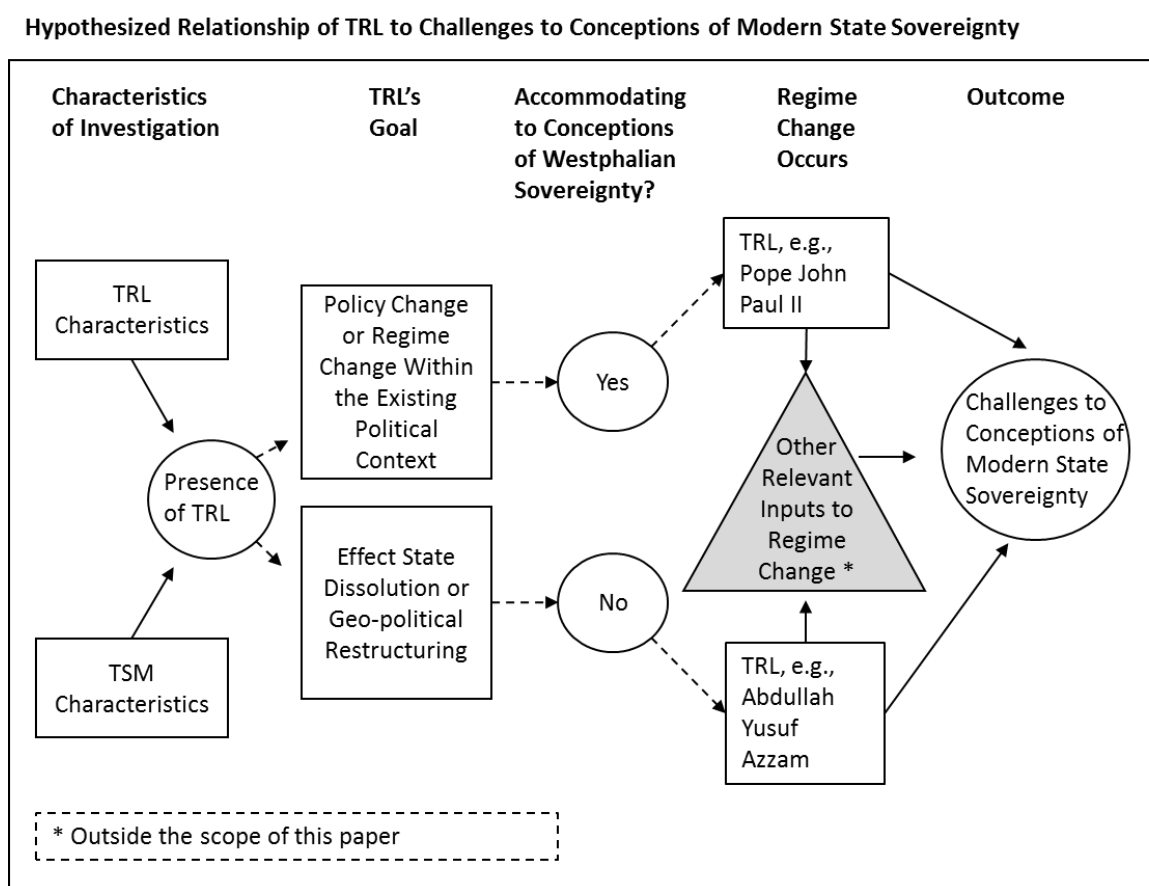 Hypothesized Relationship of TRL to Challenges to Conceptions of Modern State Sovereignty
Characteristics
of Investigation
TRL's
Goal
Accommodating
to Conceptions
of Westphalian
Sovereignty?
Regime
Change
Occurs
Outcome
TRL
Characteristics
Presence
of TRL
TSM
Characteristics
Policy Change
or Regime
Change Within
the Existing
Political
Context
Effect State
Dissolution or
Geo-political
Restructuring
Yes
No
TRL, e.g.,
Pope John
Paul II
Other
Relevant
Inputs to
Regime
Change *
TRL, e.g.,
Abdullah
Yusuf
Azzam
Challenges to
Conceptions of
Modern State
Sovereignty
* Outside the scope of this paper